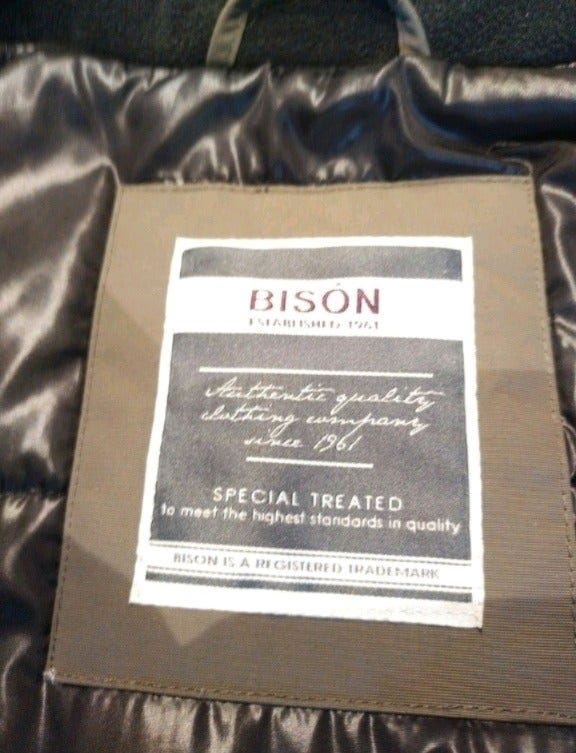 BISÓN
ESTABLISHED 1961
Authentic quality
clothing company
since 1961
SPECIAL TREATED
to meet the highest standards in quality
BISON IS A REGISTERED TRADEMARK